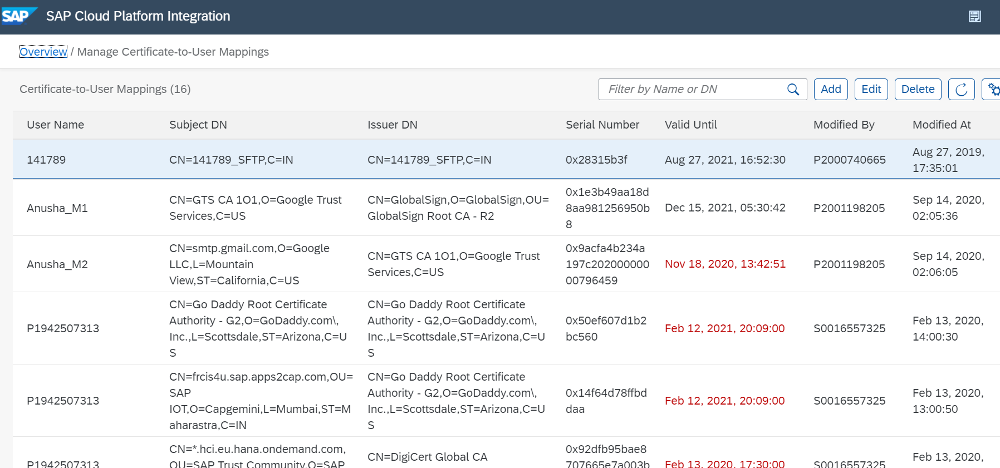 SAP SAP Cloud Platform Integration
Overview / Manage Certificate-to-User Mappings
Certificate-to-User Mappings (16) Filter by Name or DN Add Edit Delete
User Name Subject DN Issuer DN Serial Number Valid Until Modified By Modified At
141789 CN=141789_SFTP,C=IN CN=141789_SFTP,C=IN 0x28315b3f Aug 27, 2021, 16:52:30 P2000740665 Aug 27, 2019,
17:35:01
Anusha_M1 CN=GTS CA 1O1,O=Google Trust
Services,C=US
CN=GlobalSign,O=GlobalSign,OU=
GlobalSign Root CA - R2
0x1e3b49aa18d
8aa981256950b
8
Dec 15, 2021, 05:30:42 P2001198205 Sep 14, 2020,
02:05:36
Anusha_M2 CN=smtp.gmail.com,O=Google
LLC,L=Mountain
View,ST=California,C=US
CN=GTS CA 1O1,O=Google Trust
Services,C=US
0x9acfa4b234a
197c202000000
00796459
Nov 18, 2020, 13:42:51 P2001198205 Sep 14, 2020,
02:06:05
P1942507313 CN=Go Daddy Root Certificate
Authority - G2,O=GoDaddy.com\,
Inc.,L=Scottsdale,ST=Arizona,C=U
S
CN=Go Daddy Root Certificate
Authority - G2,O=GoDaddy.com\,
Inc.,L=Scottsdale,ST=Arizona,C=U
S
0x50ef607d1b2
bc560
Feb 12, 2021, 20:09:00 S0016557325 Feb 13, 2020,
14:00:30
P1942507313 CN=frcis4u.sap.apps2cap.com,OU=
SAP
IOT,O=Capgemini,L=Mumbai,ST=M
aharastra,C=IN
CN=Go Daddy Root Certificate
Authority - G2,O=GoDaddy.com\,
Inc.,L=Scottsdale,ST=Arizona,C=U
S
0x14f64d78ffbd
daa
Feb 12, 2021, 20:09:00 S0016557325 Feb 13, 2020,
13:00:50
P1942507313 CN=*.hci.eu.hana.ondemand.com,
OU=SAP Trust Community,O=SAP
CN=DigiCert Global CA
0x92dfb95bae8
707665e7a003b
Feb 13, 2020, 17:30:00 S0016557325 Feb 13, 2020,